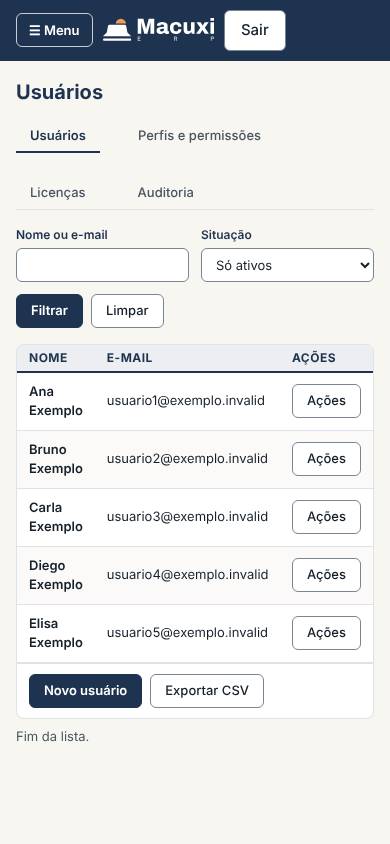 ☰ Menu
Macuxi
E R P
Sair
Usuários
Usuários
Perfis e permissões
Licenças
Auditoria
Nome ou e-mail
Situação
Só ativos
Filtrar
Limpar
NOME
E-MAIL
AÇÕES
Ana
Exemplo
usuario1@exemplo.invalid
Ações
Bruno
Exemplo
usuario2@exemplo.invalid
Ações
Carla
Exemplo
usuario3@exemplo.invalid
Ações
Diego
Exemplo
usuario4@exemplo.invalid
Ações
Elisa
Exemplo
usuario5@exemplo.invalid
Ações
Novo usuário
Exportar CSV
Fim da lista.